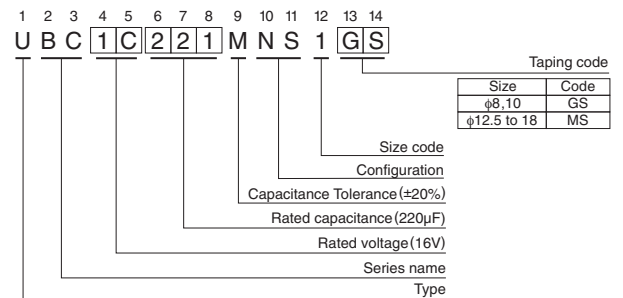 1 2 3 4 5 6 7 8 9 10 11 12 13 14
U B C 1 C 2 2 1 M N S 1 G S
Taping code
Size Code
ϕ8,10 GS
ϕ12.5 to 18 MS
Size code
Configuration
Capacitance Tolerance (±20%)
Rated capacitance (220µF)
Rated voltage (16V)
Series name
Type